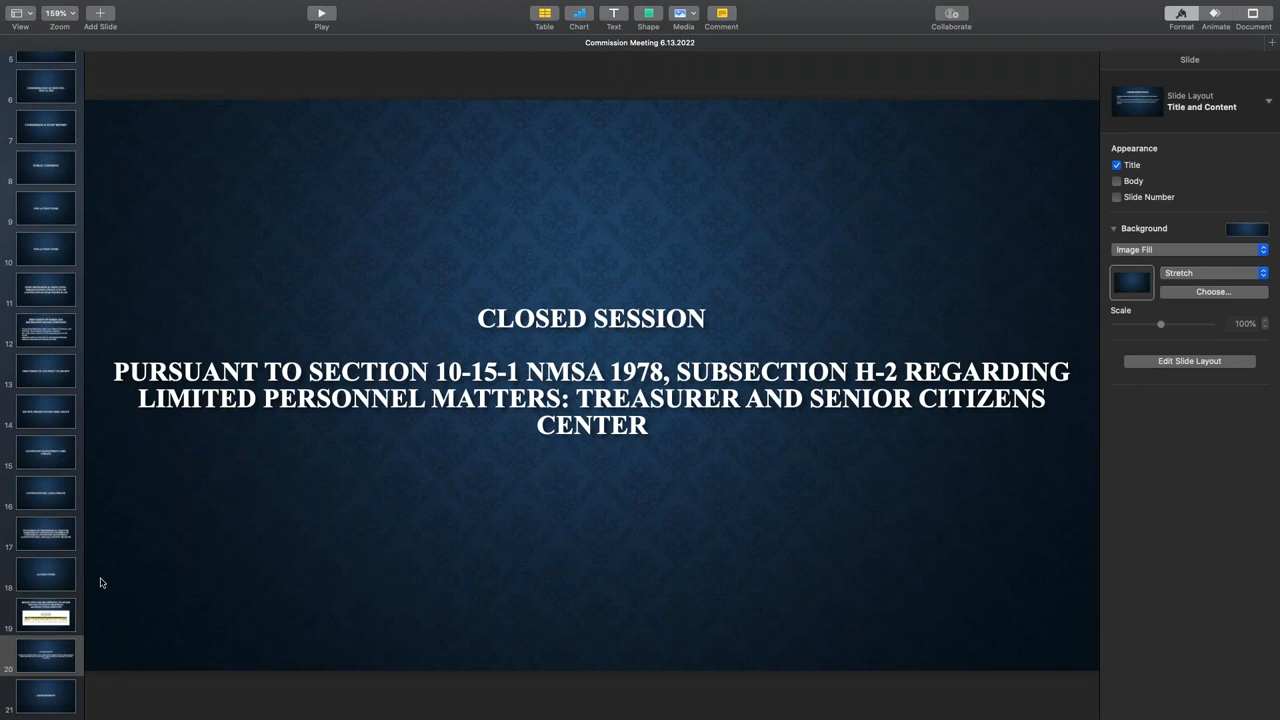 View
159%
Zoom
Add Slide
Play
Table
Chart
Text
Shape
Media
Comment
Collaborate
Format
Animate
Document
Commission Meeting 6.13.2022
5
6
7
8
PUBLIC COMMENTS
9
10
11
12
13
14
15
16
17
18
19
20
21
CLOSED SESSION
PURSUANT TO SECTION 10-15-1 NMSA 1978, SUBSECTION H-2 REGARDING
LIMITED PERSONNEL MATTERS: TREASURER AND SENIOR CITIZENS
CENTER
Slide
Slide Layout
Title and Content
Appearance
Title
Body
Slide Number
Background
Image Fill
Stretch
Choose...
Scale
100%
Edit Slide Layout